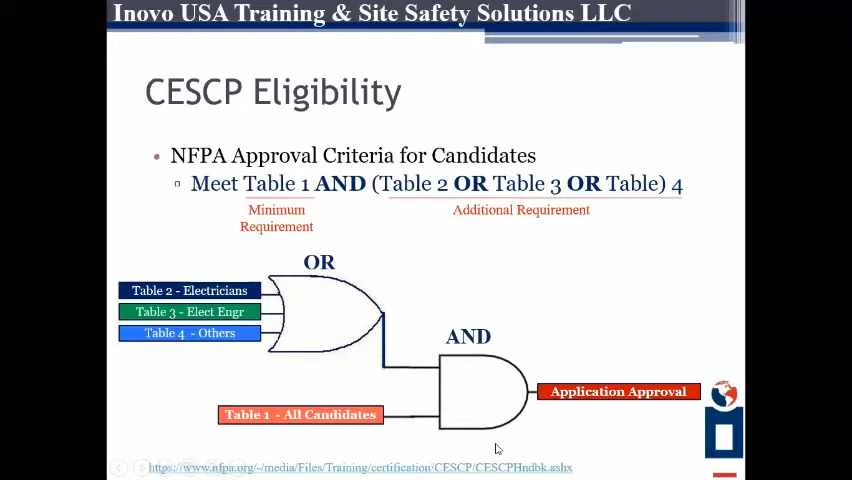 Inovo USA Training & Site Safety Solutions LLC
CESCP Eligibility
• NFPA Approval Criteria for Candidates
▫ Meet Table 1 AND (Table 2 OR Table 3 OR Table) 4
Minimum
Requirement
Additional Requirement
OR
Table 2 - Electricians
Table 3 - Elect Engr
Table 4 - Others
AND
Application Approval
Table 1 - All Candidates
https://www.nfpa.org/-/media/Files/Training/certification/CESCP/CESCPHndbk.ashx